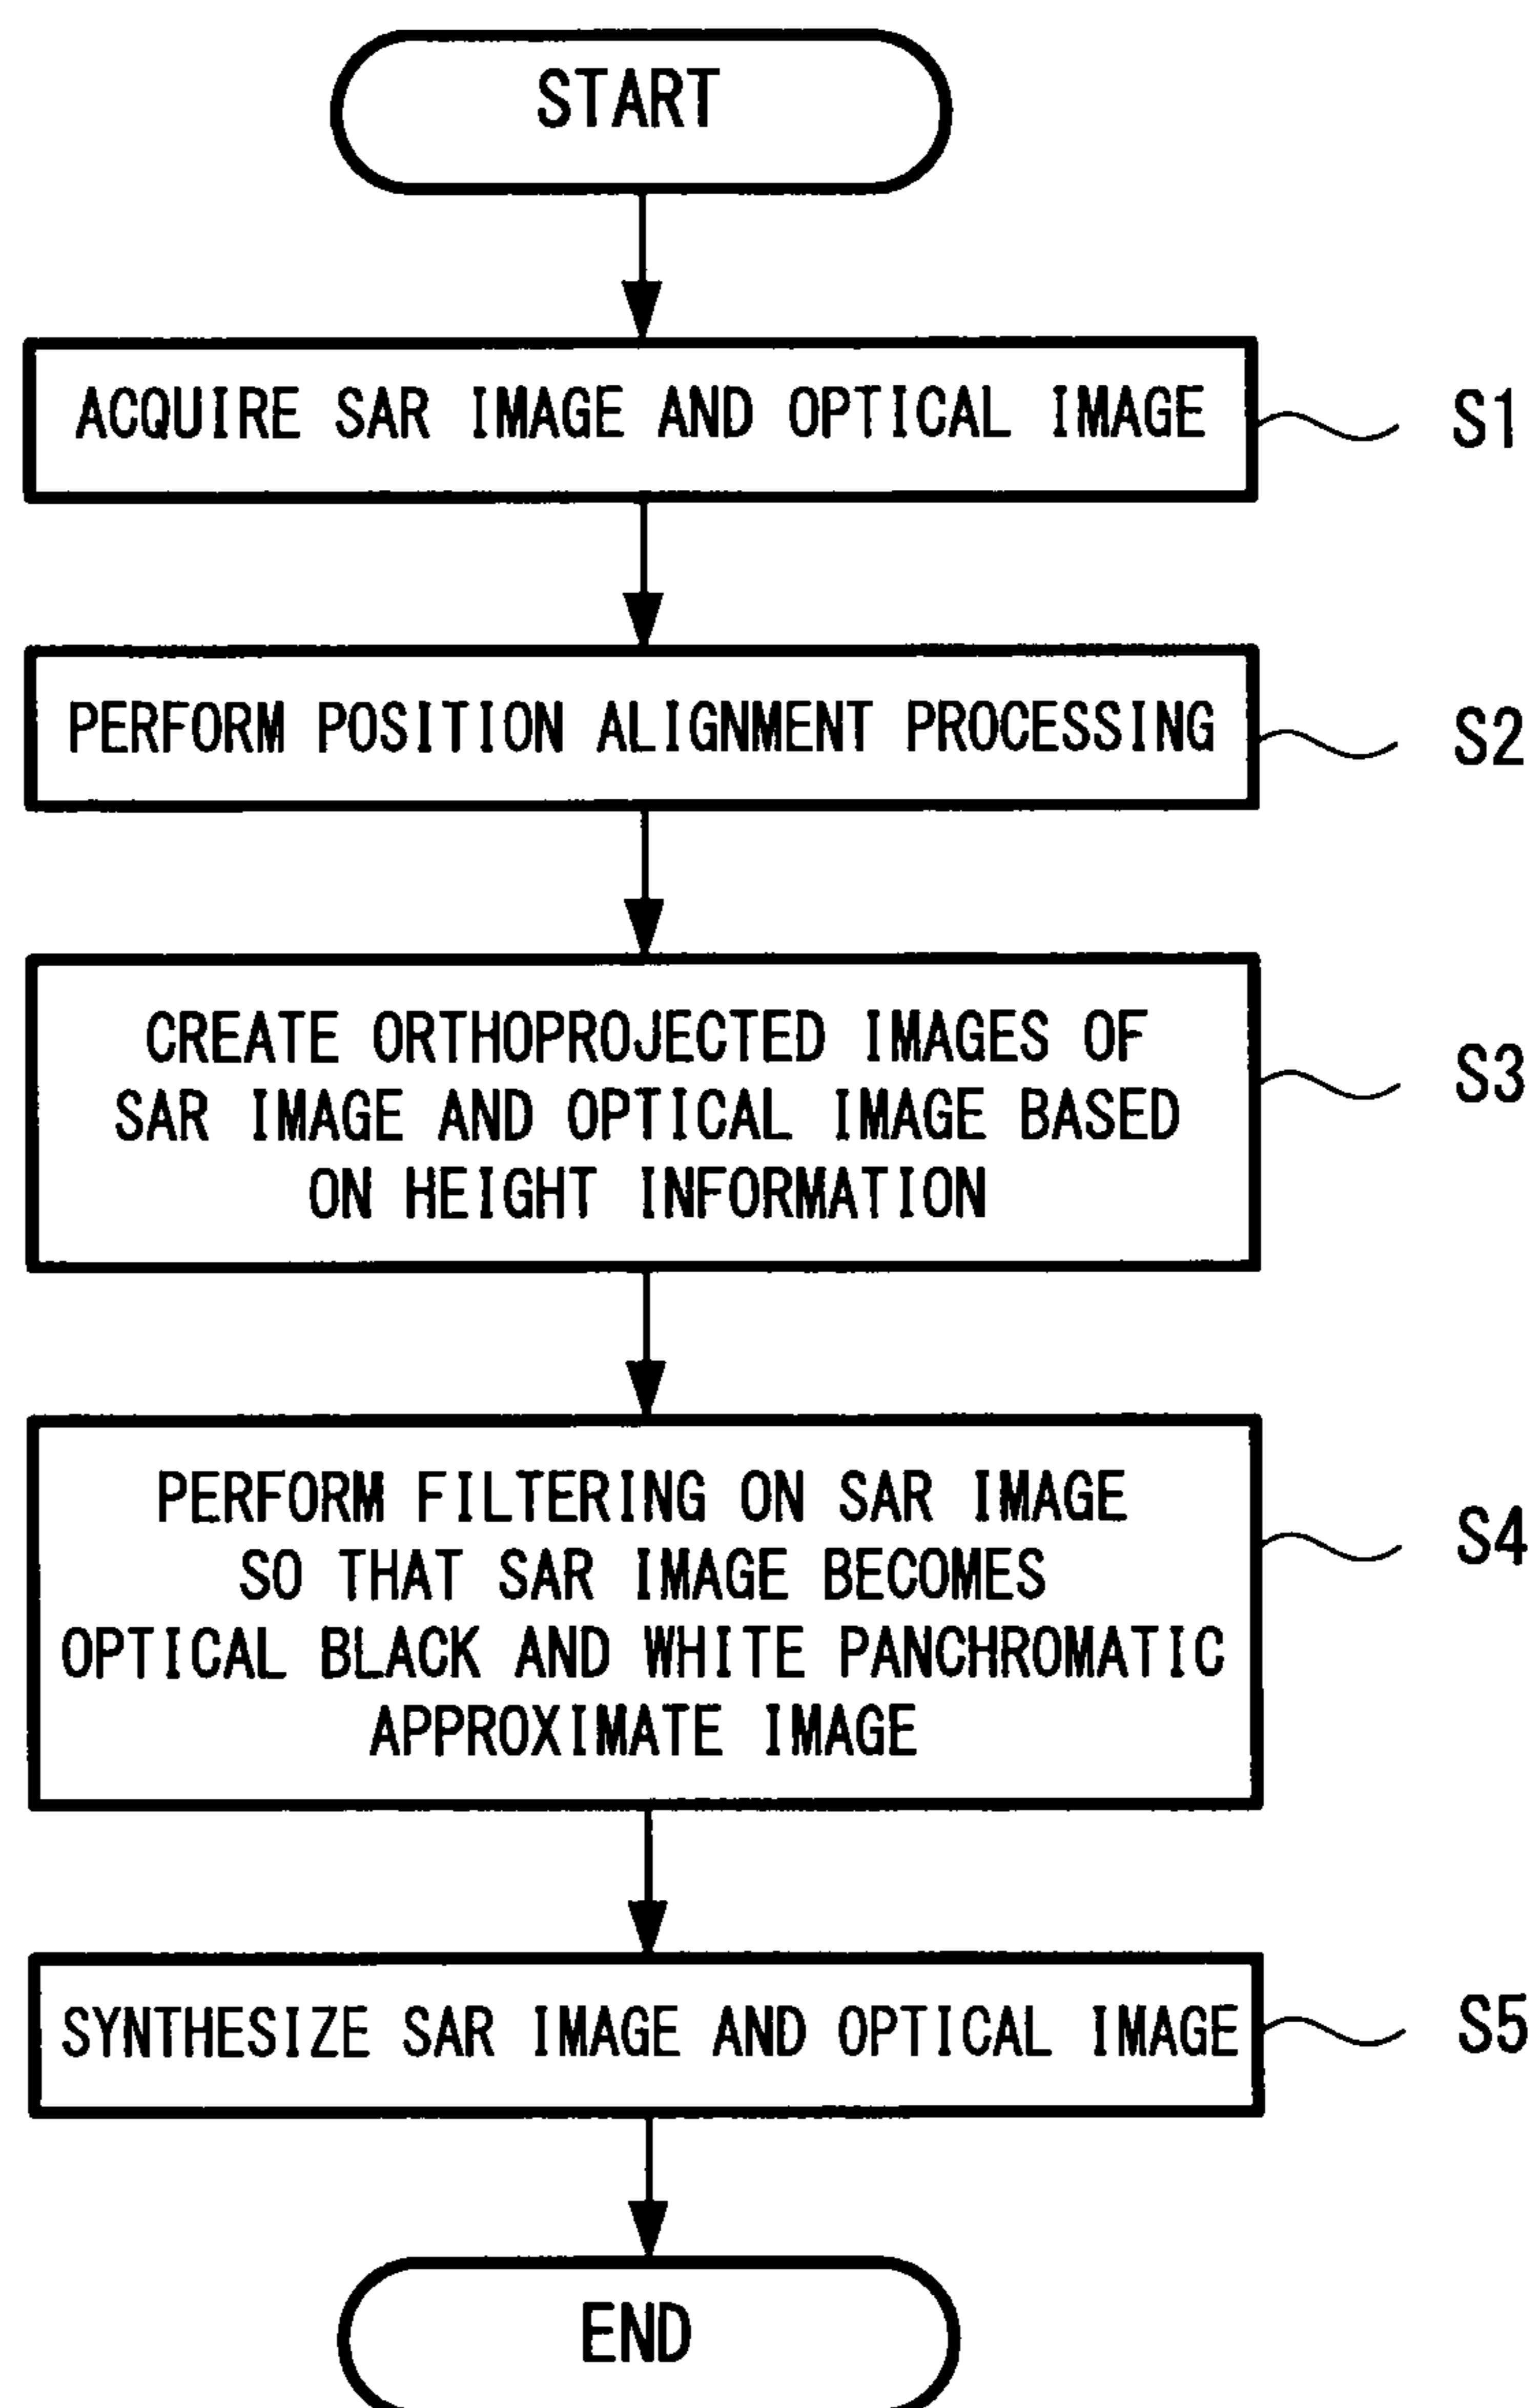 START
ACQUIRE SAR IMAGE AND OPTICAL IMAGE
S1
PERFORM POSITION ALIGNMENT PROCESSING
S2
CREATE ORTHOPROJECTED IMAGES OF
SAR IMAGE AND OPTICAL IMAGE BASED
ON HEIGHT INFORMATION
S3
PERFORM FILTERING ON SAR IMAGE
SO THAT SAR IMAGE BECOMES
OPTICAL BLACK AND WHITE PANCHROMATIC
APPROXIMATE IMAGE
S4
SYNTHESIZE SAR IMAGE AND OPTICAL IMAGE
S5
END